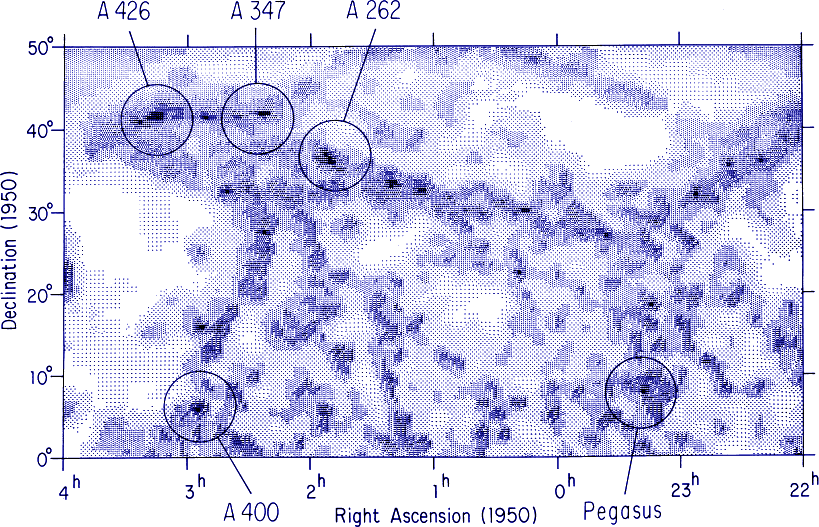 A 426
A 347
A 262
50°
40°
30°
20°
10°
0°
Declination (1950)
4h
3h
2h
1h
0h
23h
22h
A 400
Right Ascension (1950)
Pegasus